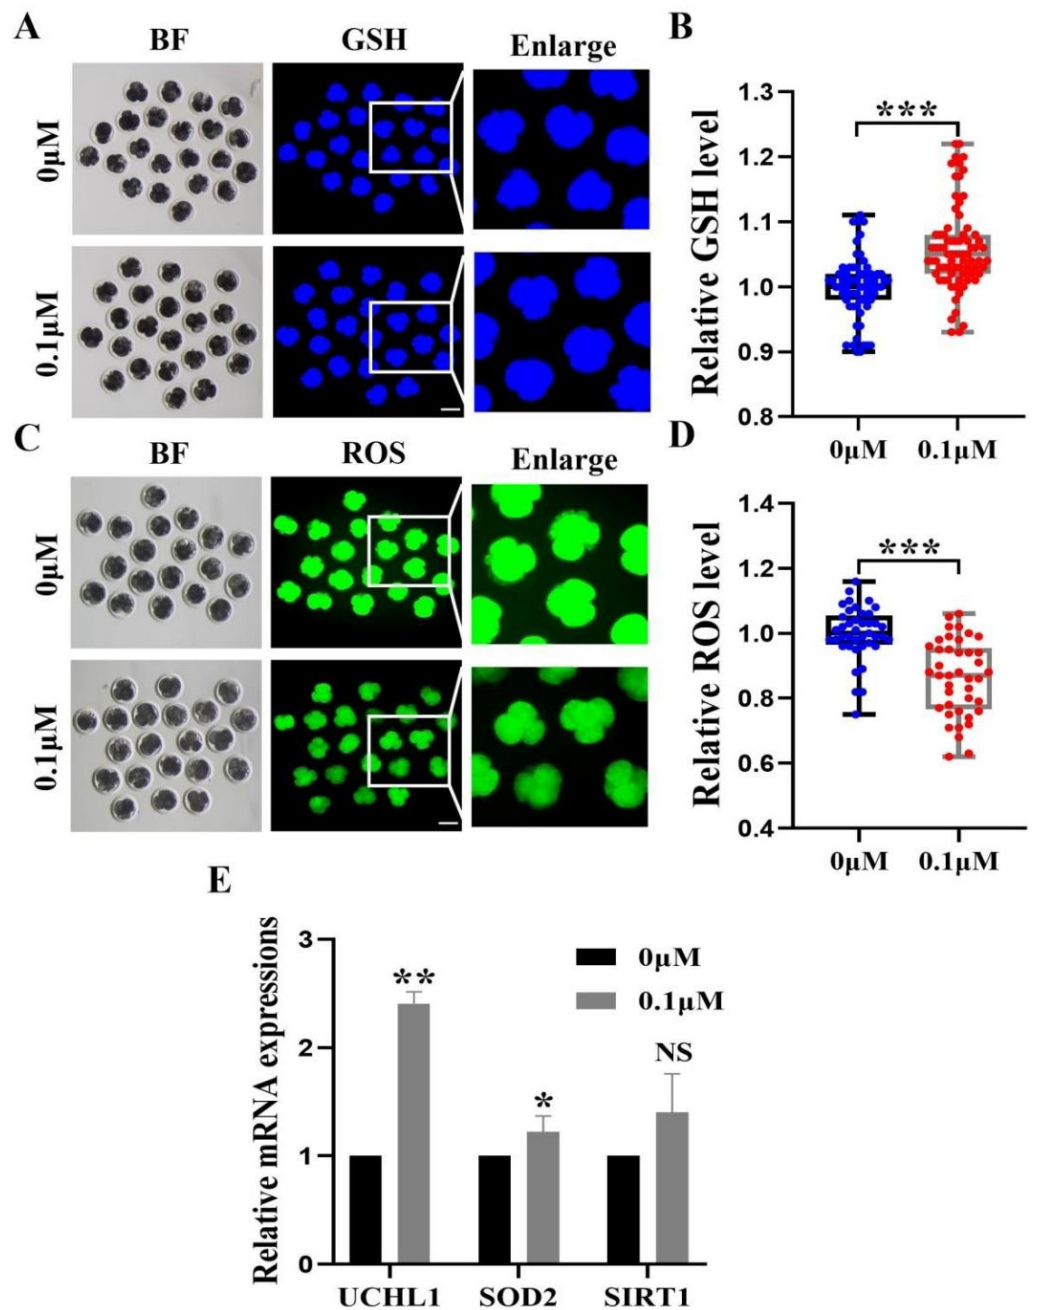 A
BF
GSH
Enlarge
0μM
0.1μM
B
Relative GSH level
1.3
1.2
1.1
1.0
0.9
0.8
***
0μM
0.1μM
C
BF
ROS
Enlarge
0μM
0.1μM
D
Relative ROS level
1.4
1.2
1.0
0.8
0.6
0.4
***
0μM
0.1μM
E
Relative mRNA expressions
3
2
1
0
0μM
0.1μM
**
*
NS
UCHL1
SOD2
SIRT1